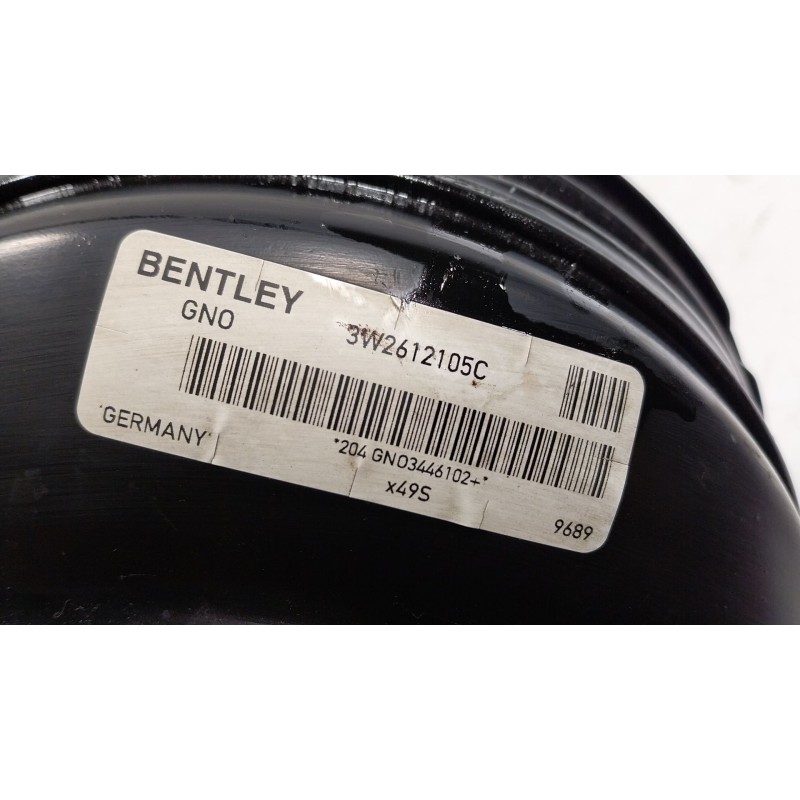 BENTLEY
GNO
3W2612105C
GERMANY
*204 GNO3446102+*
x49S
9689